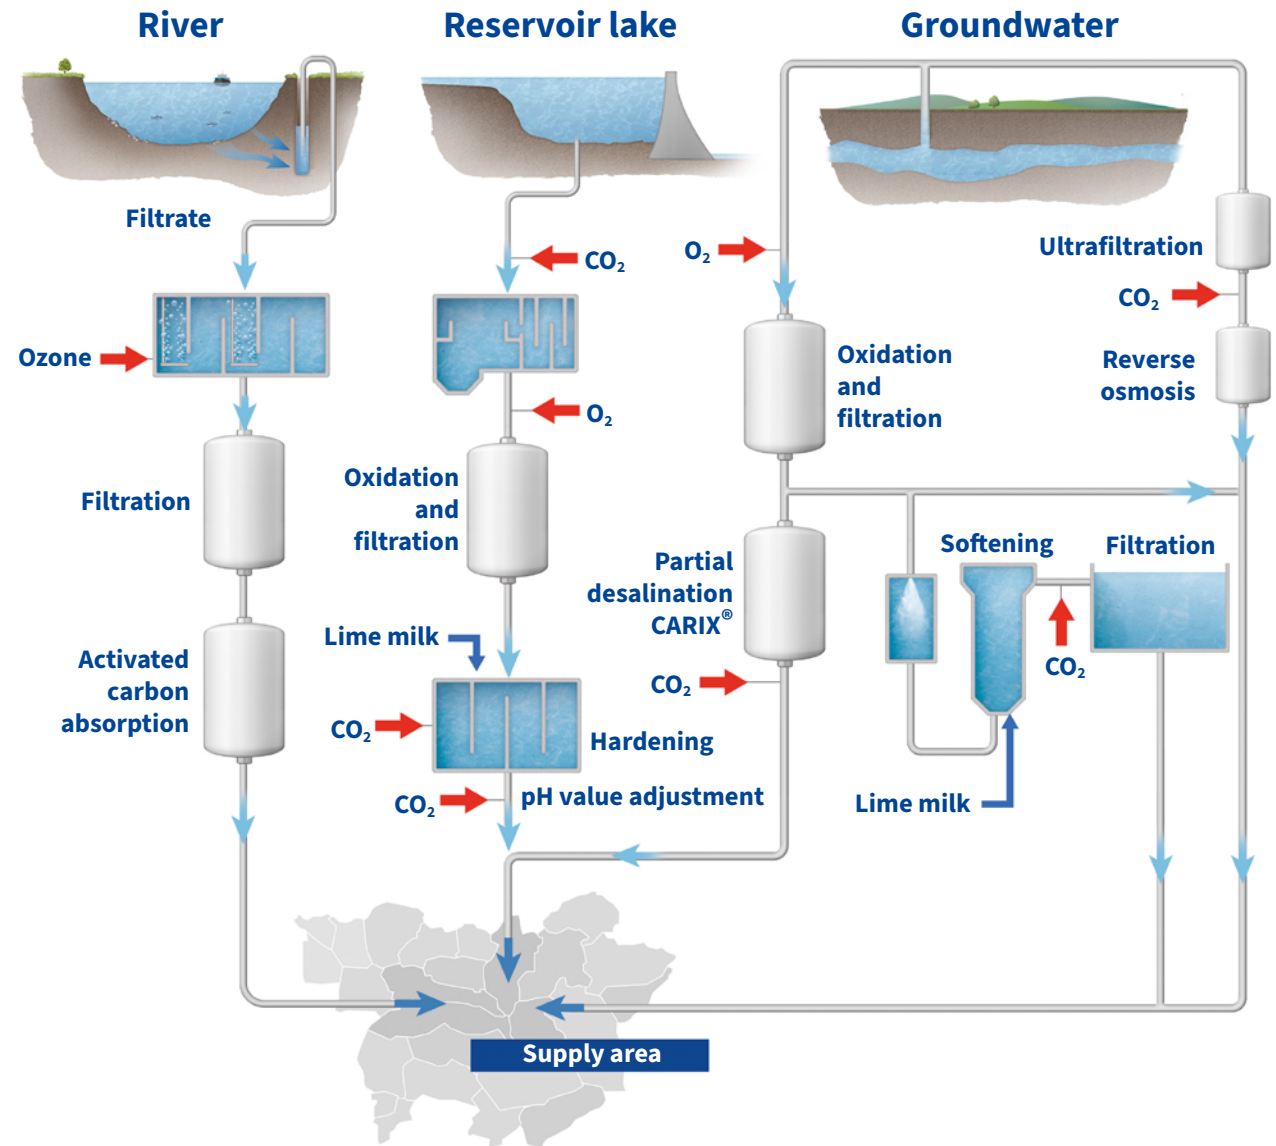 River
Reservoir lake
Groundwater
Filtrate
Ozone
Filtration
Activated
carbon
absorption
CO₂
O₂
Oxidation
and
filtration
Lime milk
CO₂
Hardening
CO₂
pH value adjustment
O₂
Oxidation
and
filtration
Partial
desalination
CARIX®
CO₂
Softening
Filtration
CO₂
Lime milk
Ultrafiltration
CO₂
Reverse
osmosis
Supply area